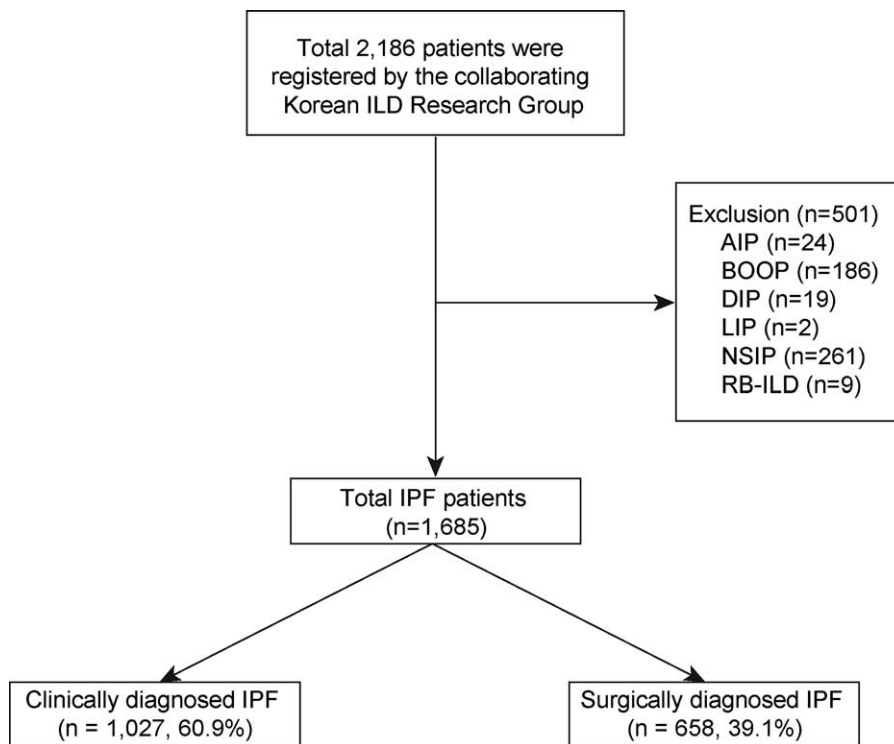 Total 2,186 patients were
registered by the collaborating
Korean ILD Research Group
Exclusion (n=501)
AIP (n=24)
BOOP (n=186)
DIP (n=19)
LIP (n=2)
NSIP (n=261)
RB-ILD (n=9)
Total IPF patients
(n=1,685)
Clinically diagnosed IPF
(n = 1,027, 60.9%)
Surgically diagnosed IPF
(n = 658, 39.1%)